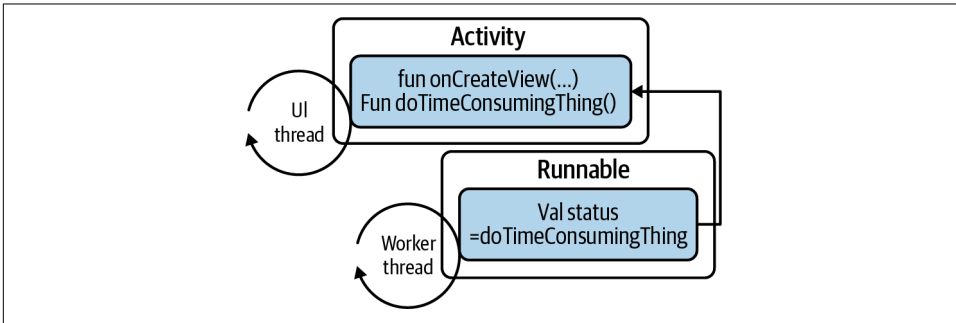 Activity
fun onCreateView(...)
Fun doTimeConsumingThing()
UI
thread
Runnable
Val status
=doTimeConsumingThing
Worker
thread